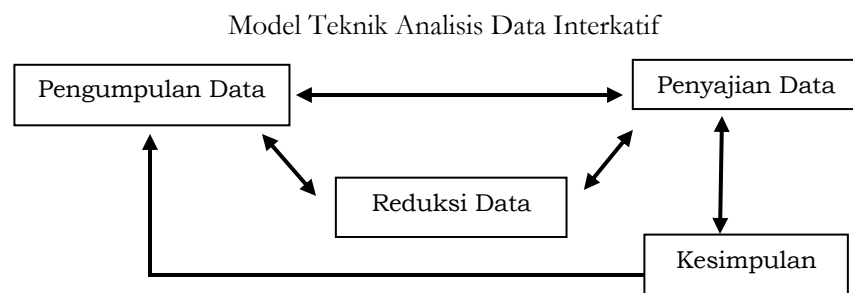 Model Teknik Analisis Data Interkatif
Pengumpulan Data
Penyajian Data
Reduksi Data
Kesimpulan